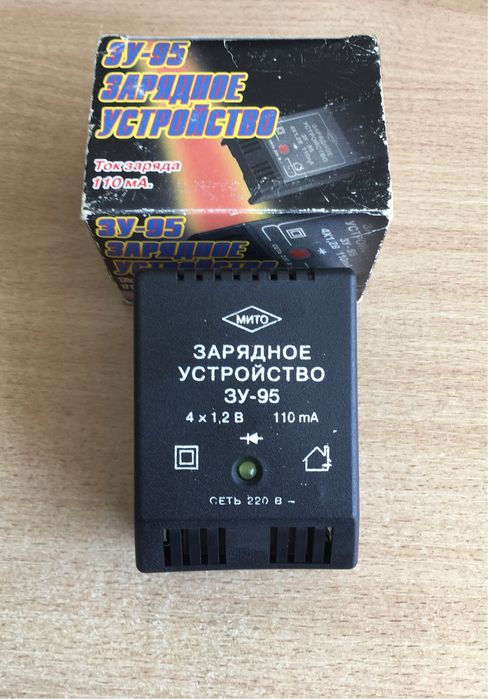 ЗУ-95
ЗАРЯДНОЕ
УСТРОЙСТВО
Ток заряда
110 мА.
ЗУ-95
ЗАРЯДНОЕ
УСТРОЙСТВО
МИТО
ЗАРЯДНОЕ
УСТРОЙСТВО
ЗУ-95
4 x 1,2 В 110 mA
СЕТЬ 220 В ~